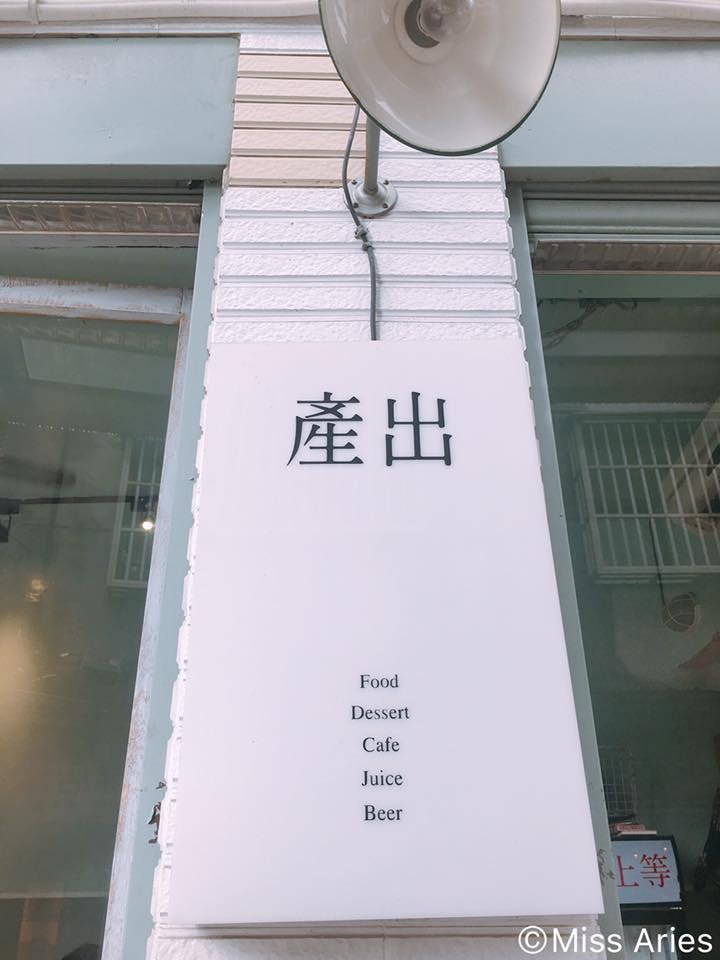 產出
Food
Dessert
Cafe
Juice
Beer
上等
©Miss Aries